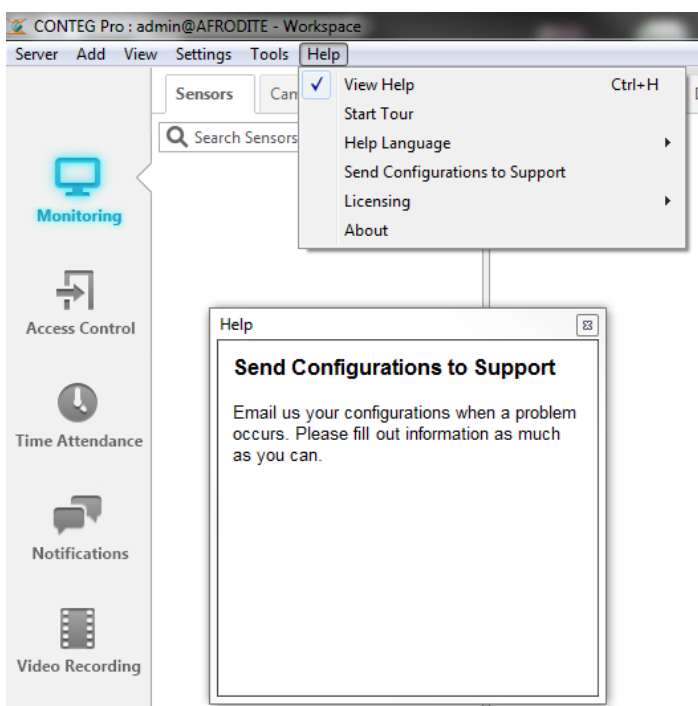 CONTEG Pro : admin@AFRODITE - Workspace
Server Add View Settings Tools Help
Sensors
Search Sensors
View Help Ctrl+H
Start Tour
Help Language
Send Configurations to Support
Licensing
About
Monitoring
Access Control
Time Attendance
Notifications
Video Recording
Help
Send Configurations to Support
Email us your configurations when a problem
occurs. Please fill out information as much
as you can.